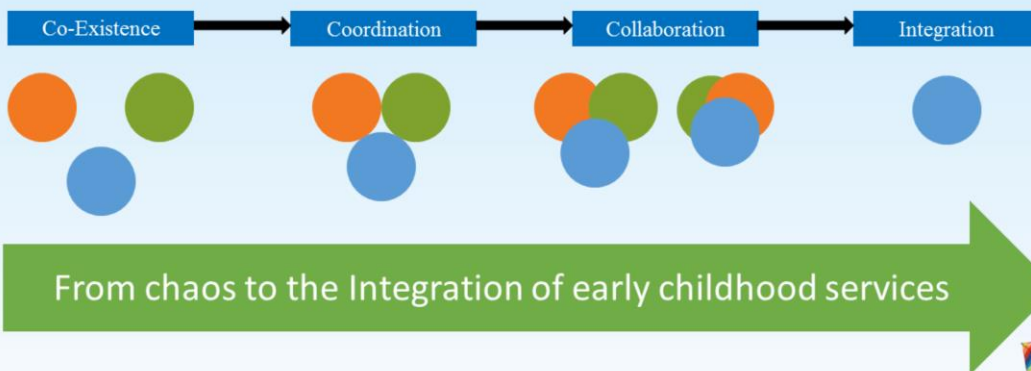 Co-Existence
Coordination
Collaboration
Integration
From chaos to the Integration of early childhood services